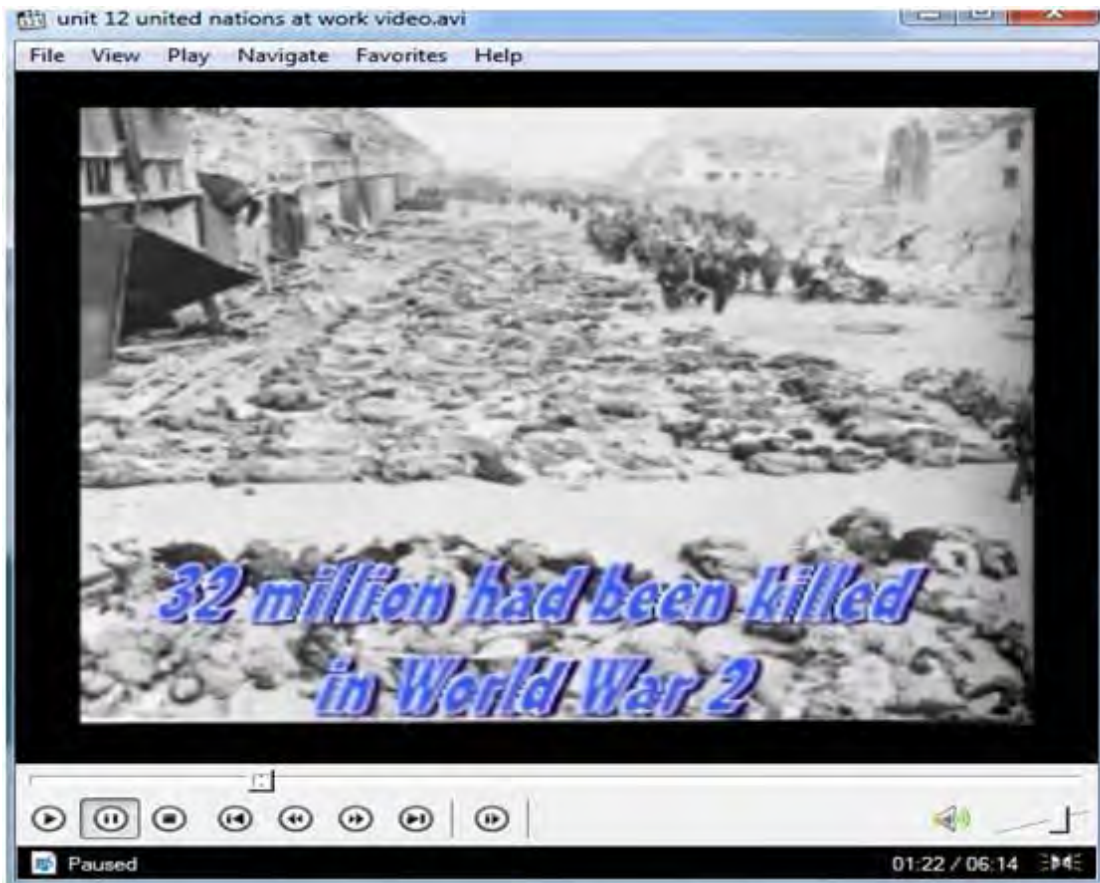 unit 12 united nations at work video.avi
File View Play Navigate Favorites Help
32 million had been killed
in World War 2
Paused
01:22 / 06:14